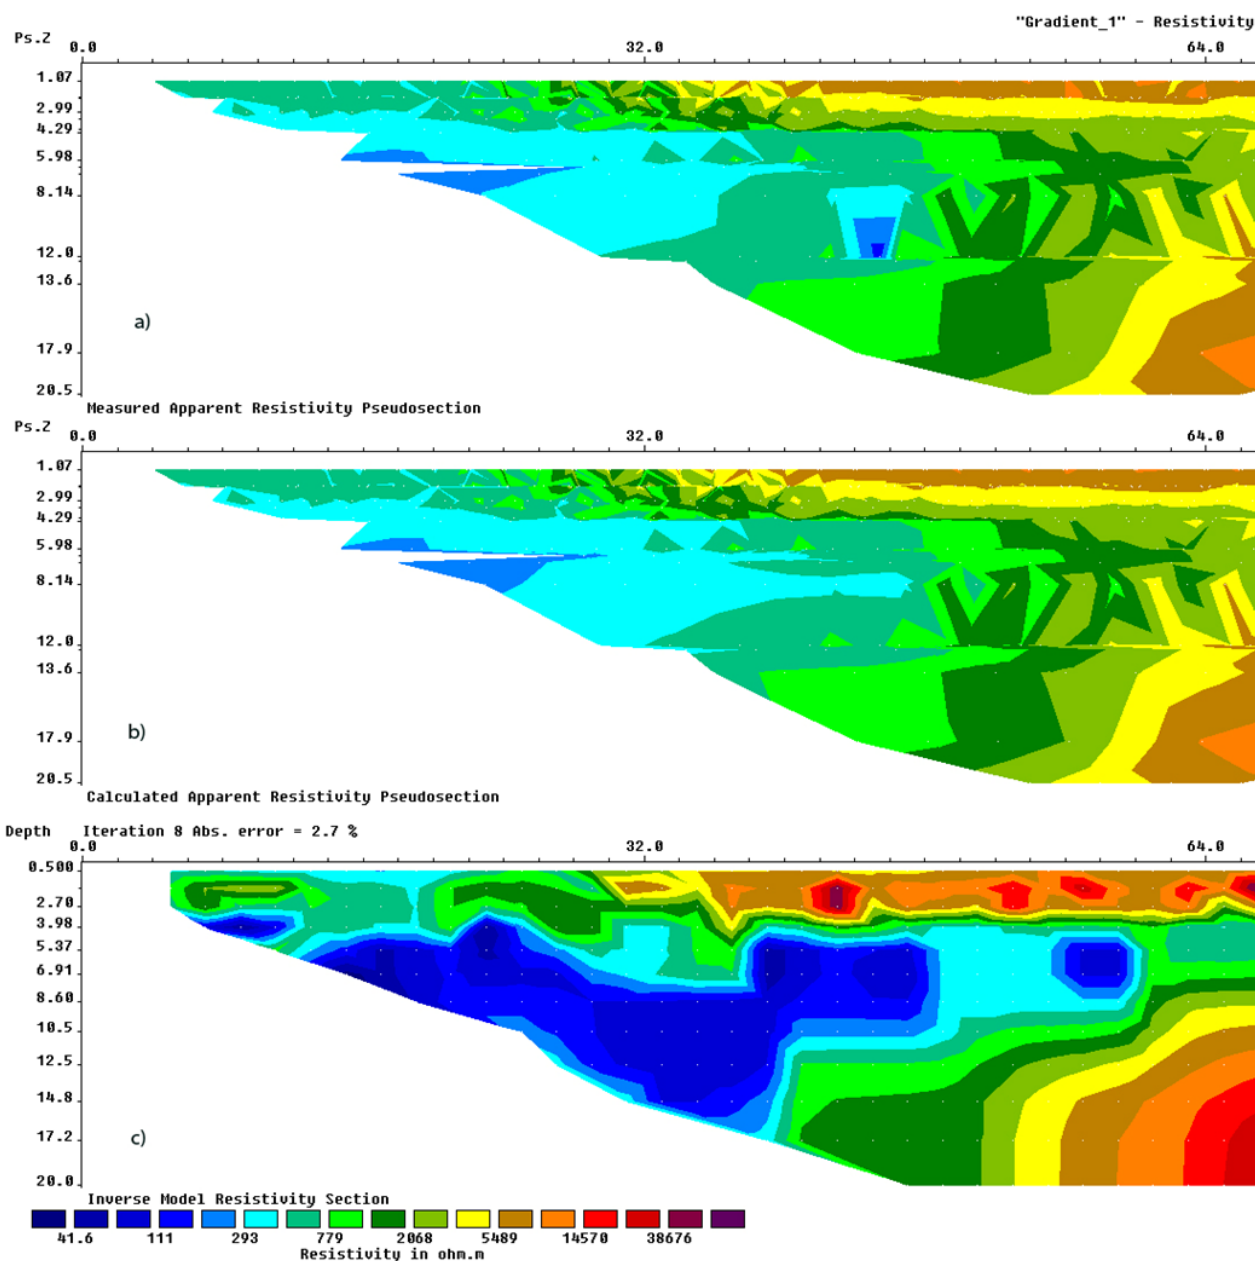 "Gradient_1" - Resistivity
Ps.Z 0.0 32.0 64.0
1.07
2.99
4.29
5.98
8.14
12.0
13.6
a)
17.9
20.5
Measured Apparent Resistivity Pseudosection
Ps.Z 0.0 32.0 64.0
1.07
2.99
4.29
5.98
8.14
12.0
13.6
b)
17.9
20.5
Calculated Apparent Resistivity Pseudosection
Depth Iteration 8 Abs. error = 2.7 %
0.0 32.0 64.0
0.500
2.78
3.98
5.37
6.91
8.60
10.5
12.5
14.8
c)
17.2
20.0
Inverse Model Resistivity Section
41.6 111 293 779 2068 5489 14570 38676
Resistivity in ohm.m